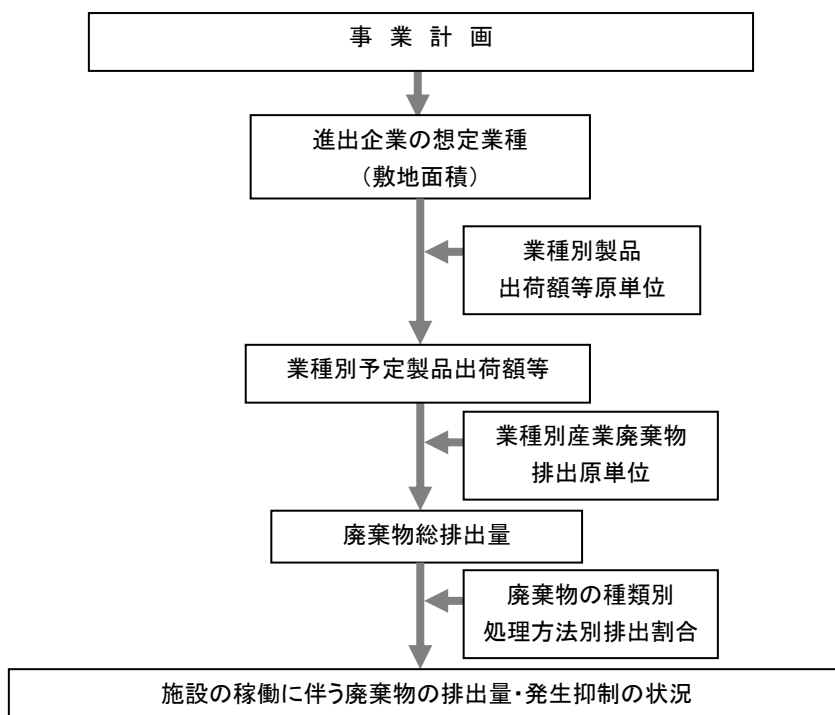 事 業 計 画
進出企業の想定業種
（敷地面積）
業種別製品
出荷額等原単位
業種別予定製品出荷額等
業種別産業廃棄物
排出原単位
廃棄物総排出量
廃棄物の種類別
処理方法別排出割合
施設の稼働に伴う廃棄物の排出量・発生抑制の状況